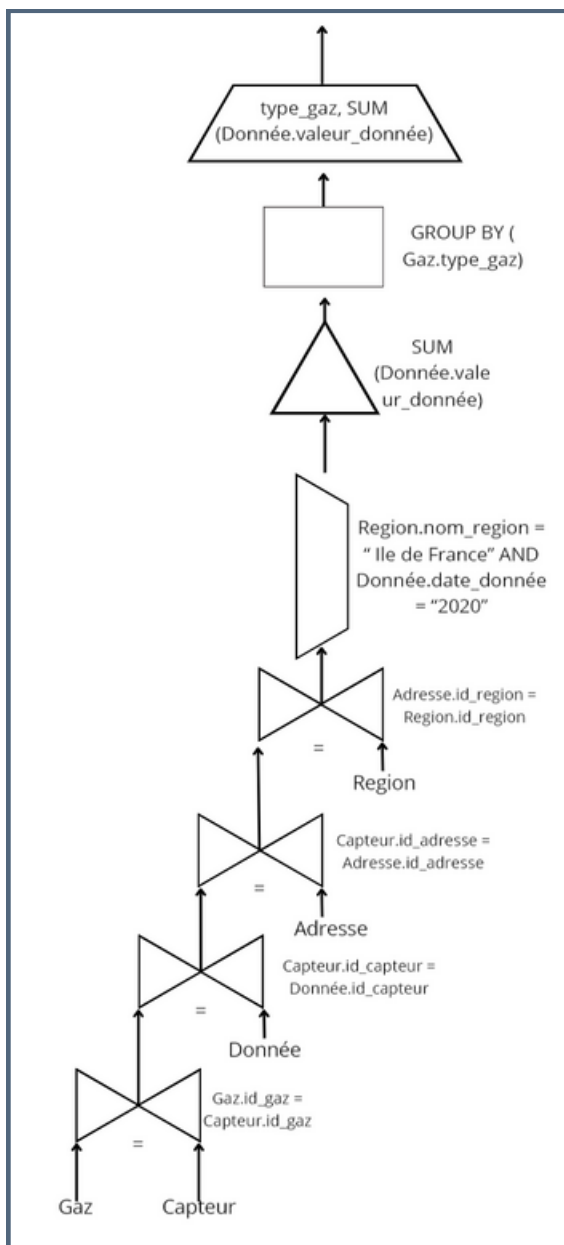 type_gaz, SUM
(Donnée.valeur_donnée)
GROUP BY (
Gaz.type_gaz)
SUM
(Donnée.vale
ur_donnée)
Region.nom_region =
“ Ile de France” AND
Donnée.date_donnée
= “2020”
Adresse.id_region =
Region.id_region
=
Region
Capteur.id_adresse =
Adresse.id_adresse
=
Adresse
Capteur.id_capteur =
Donnée.id_capteur
=
Donnée
Gaz.id_gaz =
Capteur.id_gaz
=
Gaz
Capteur